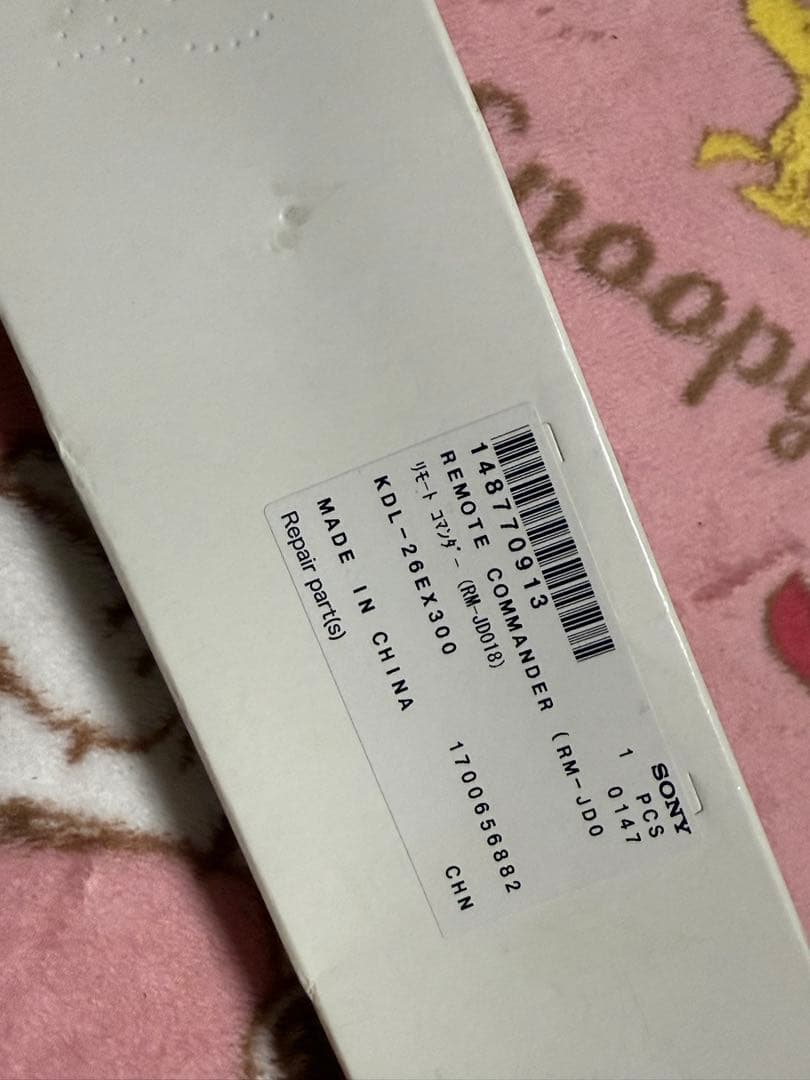 SONY
1 PCS
0147
148770913
REMOTE COMMANDER (RM-JD0
リモート コマンダー (RM-JD018)
KDL-26EX300
1700656882
MADE IN CHINA
CHN
Repair part(s)
Snoopy